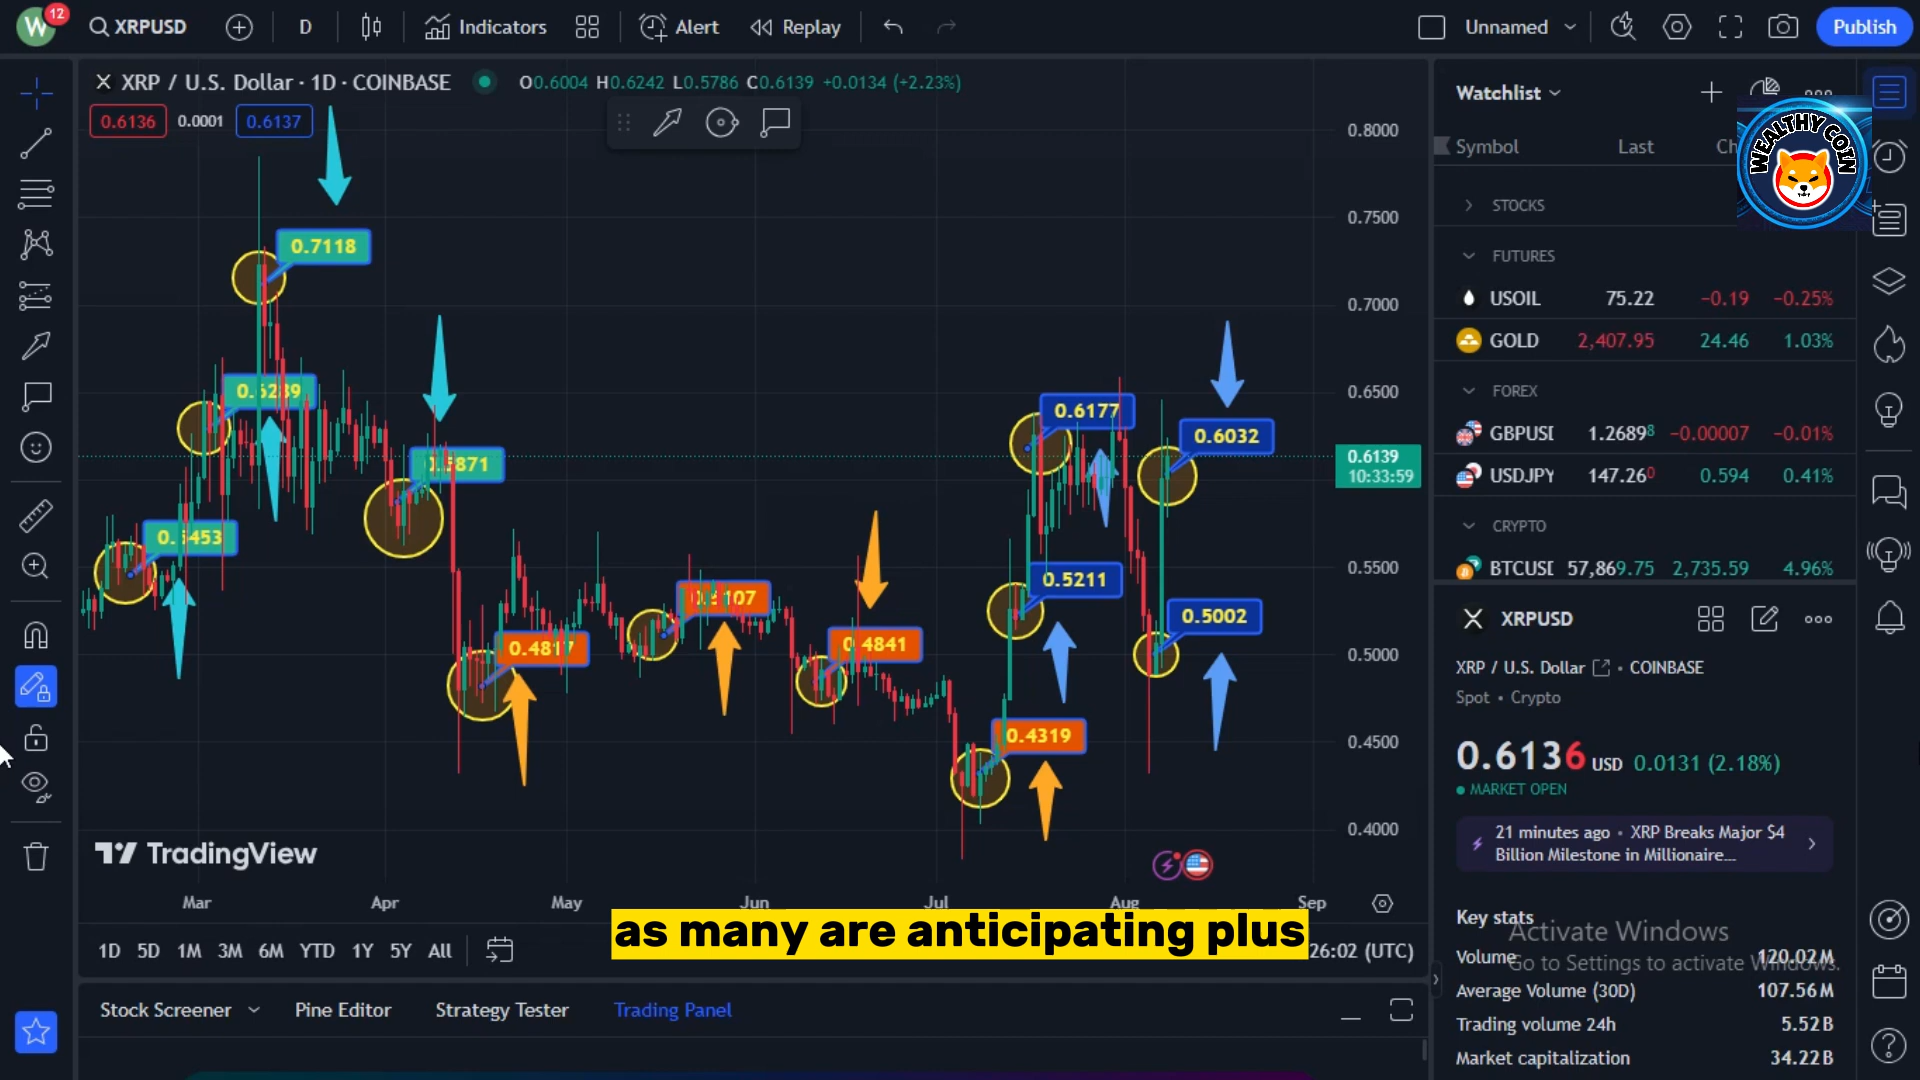 W 12 XRPUSD D Indicators Alert Replay Unnamed Publish
XRP / U.S. Dollar · 1D · COINBASE O0.6004 H0.6242 L0.5786 C0.6139 +0.0134 (+2.23%)
0.6136 0.0001 0.6137
0.8000
0.7500
0.7000
0.6500
0.6139
10:33:59
0.5500
0.5000
0.4500
0.4000
0.7118
0.6239
0.5871
0.5453
0.4817
0.4841
0.4319
0.6177
0.6032
0.5211
0.5002
TradingView
Mar Apr May Jun Jul Aug Sep
as many are anticipating plus
1D 5D 1M 3M 6M YTD 1Y 5Y All 26:02 (UTC)
Stock Screener Pine Editor Strategy Tester Trading Panel
Watchlist
WEALTHY COIN
Symbol Last
STOCKS
FUTURES
USOIL 75.22 −0.19 −0.25%
GOLD 2,407.95 24.46 1.03%
FOREX
GBPUSD 1.26898 −0.00007 −0.01%
USDJPY 147.260 0.594 0.41%
CRYPTO
BTCUSD 57,869.75 2,735.59 4.96%
XRPUSD
XRP / U.S. Dollar • COINBASE
Spot • Crypto
0.6136 USD 0.0131 (2.18%)
MARKET OPEN
21 minutes ago • XRP Breaks Major $4
Billion Milestone in Millionaire...
Key stats
Activate Windows
Go to Settings to activate Windows.
Volume 120.02M
Average Volume (30D) 107.56M
Trading volume 24h 5.52B
Market capitalization 34.22B